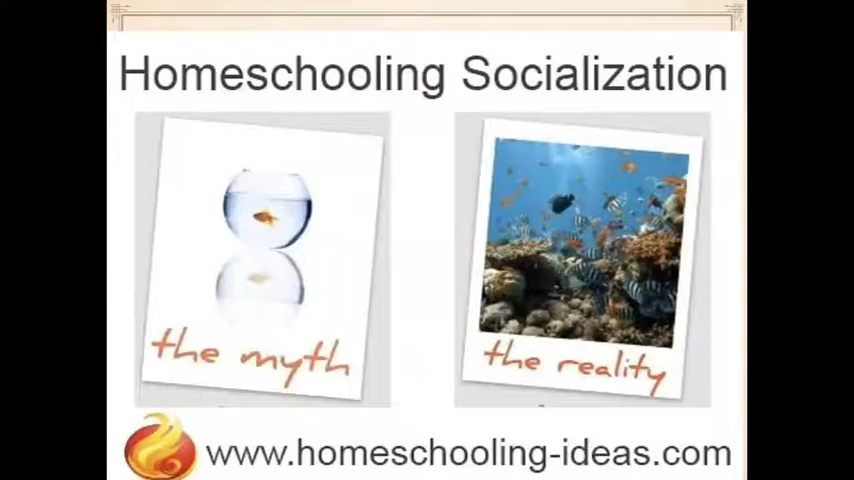 Homeschooling Socialization
the myth
the reality
www.homeschooling-ideas.com